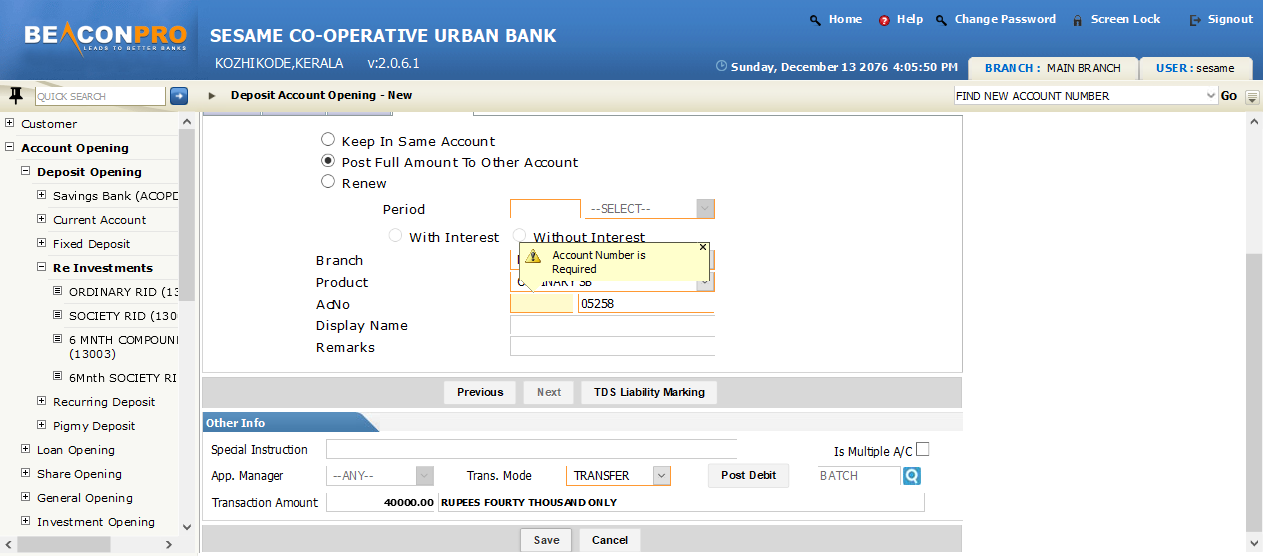 Home Help Change Password Screen Lock Signout
BEACONPRO
LEADS TO BETTER BANKS
SESAME CO-OPERATIVE URBAN BANK
KOZHIKODE,KERALA v:2.0.6.1
Sunday, December 13 2076 4:05:50 PM
BRANCH : MAIN BRANCH
USER : sesame
QUICK SEARCH
Deposit Account Opening - New
FIND NEW ACCOUNT NUMBER
Go
Customer
Account Opening
Deposit Opening
Savings Bank (ACOPD
Current Account
Fixed Deposit
Re Investments
ORDINARY RID (13
SOCIETY RID (130
6 MNTH COMPOUN
(13003)
6Mnth SOCIETY RI
Recurring Deposit
Pigmy Deposit
Loan Opening
Share Opening
General Opening
Investment Opening
Keep In Same Account
Post Full Amount To Other Account
Renew
Period --SELECT--
With Interest Without Interest
Account Number is
Required
Branch
Product
AcNo 05258
Display Name
Remarks
Previous Next TDS Liability Marking
Other Info
Special Instruction
Is Multiple A/C
App. Manager --ANY-- Trans. Mode TRANSFER Post Debit BATCH
Transaction Amount 40000.00 RUPEES FOURTY THOUSAND ONLY
Save Cancel